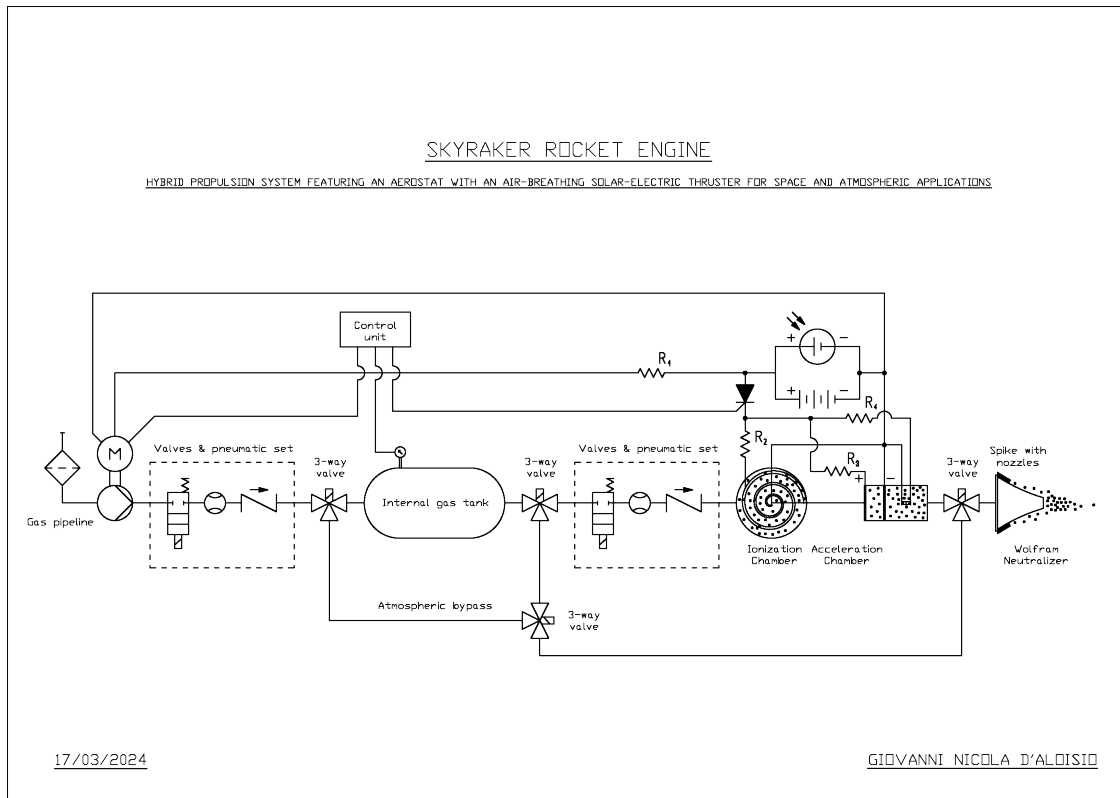 SKYRAKER ROCKET ENGINE
HYBRID PROPULSION SYSTEM FEATURING AN AEROSTAT WITH AN AIR-BREATHING SOLAR-ELECTRIC THRUSTER FOR SPACE AND ATMOSPHERIC APPLICATIONS
Control
unit
+
−
R1
+
−
R4
R2
R3
+
−
M
Valves & pneumatic set
3-way
valve
Internal gas tank
3-way
valve
Valves & pneumatic set
3-way
valve
Spike with
nozzles
Gas pipeline
Ionization
Chamber
Acceleration
Chamber
Wolfram
Neutralizer
Atmospheric bypass
3-way
valve
17/03/2024
GIOVANNI NICOLA D'ALOISIO